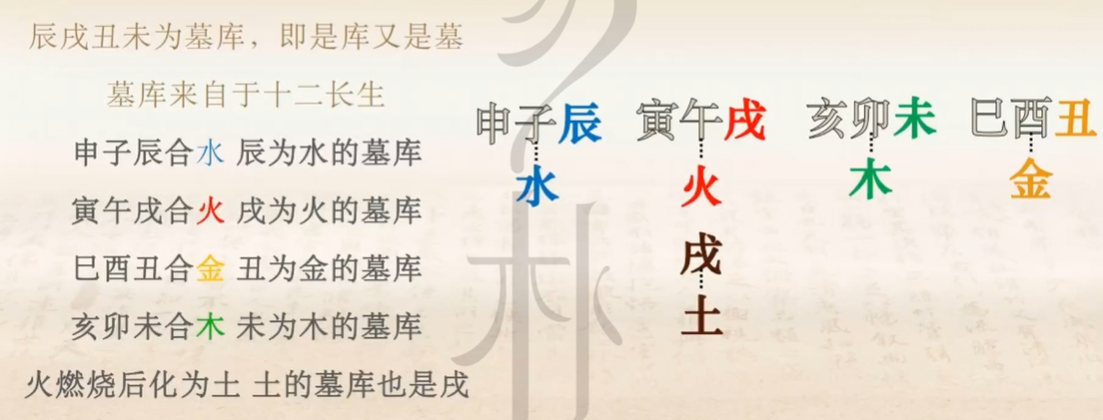 辰戌丑未为墓库，即是库又是墓
墓库来自于十二长生
申子辰合水 辰为水的墓库
寅午戌合火 戌为火的墓库
巳酉丑合金 丑为金的墓库
亥卯未合木 未为木的墓库
火燃烧后化为土 土的墓库也是戌
申子辰 寅午戌 亥卯未 巳酉丑
水 火 木 金
戌
土